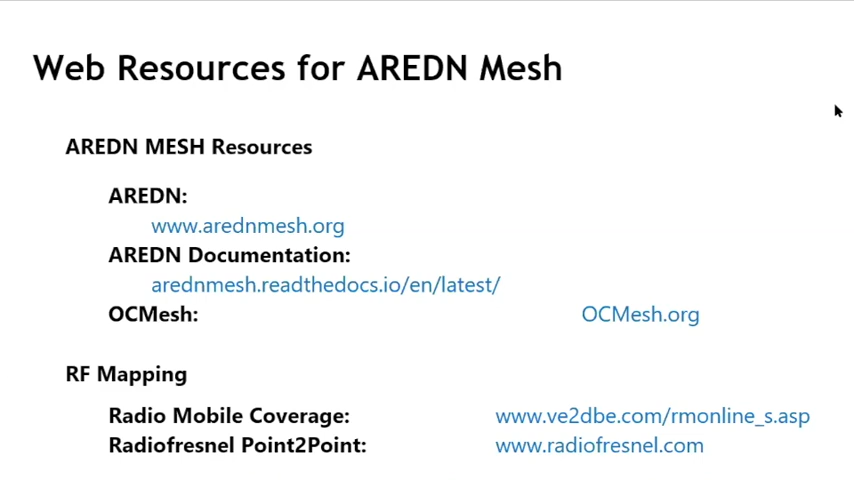 Web Resources for AREDN Mesh
AREDN MESH Resources
AREDN:
www.arednmesh.org
AREDN Documentation:
arednmesh.readthedocs.io/en/latest/
OCMesh: OCMesh.org
RF Mapping
Radio Mobile Coverage: www.ve2dbe.com/rmonline_s.asp
Radiofresnel Point2Point: www.radiofresnel.com